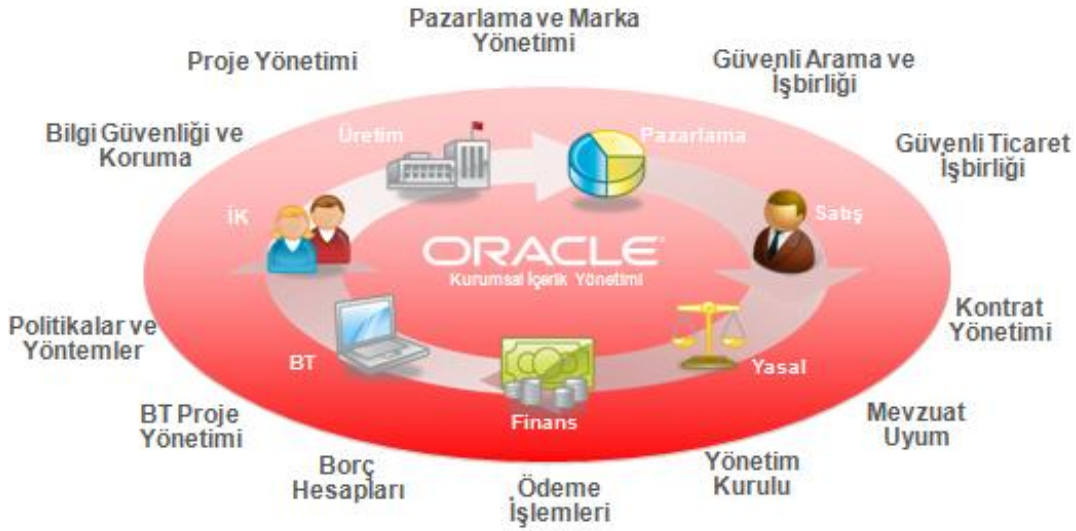 Pazarlama ve Marka
Yönetimi
Proje Yönetimi
Güvenli Arama ve
İşbirliği
Bilgi Güvenliği ve
Koruma
Üretim
Pazarlama
Güvenli Ticaret
İşbirliği
İK
Satış
ORACLE
Kurumsal İçerik Yönetimi
Politikalar ve
Yöntemler
Kontrat
Yönetimi
BT
Yasal
Finans
BT Proje
Yönetimi
Mevzuat
Uyum
Borç
Hesapları
Yönetim
Kurulu
Ödeme
İşlemleri